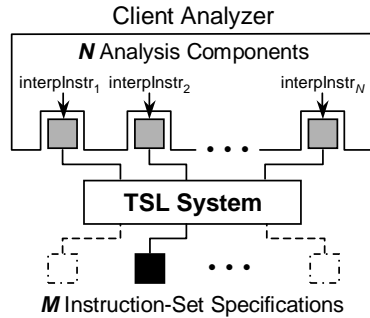 Client Analyzer
N Analysis Components
interpInstr1 interpInstr2 interpInstrN
TSL System
M Instruction-Set Specifications